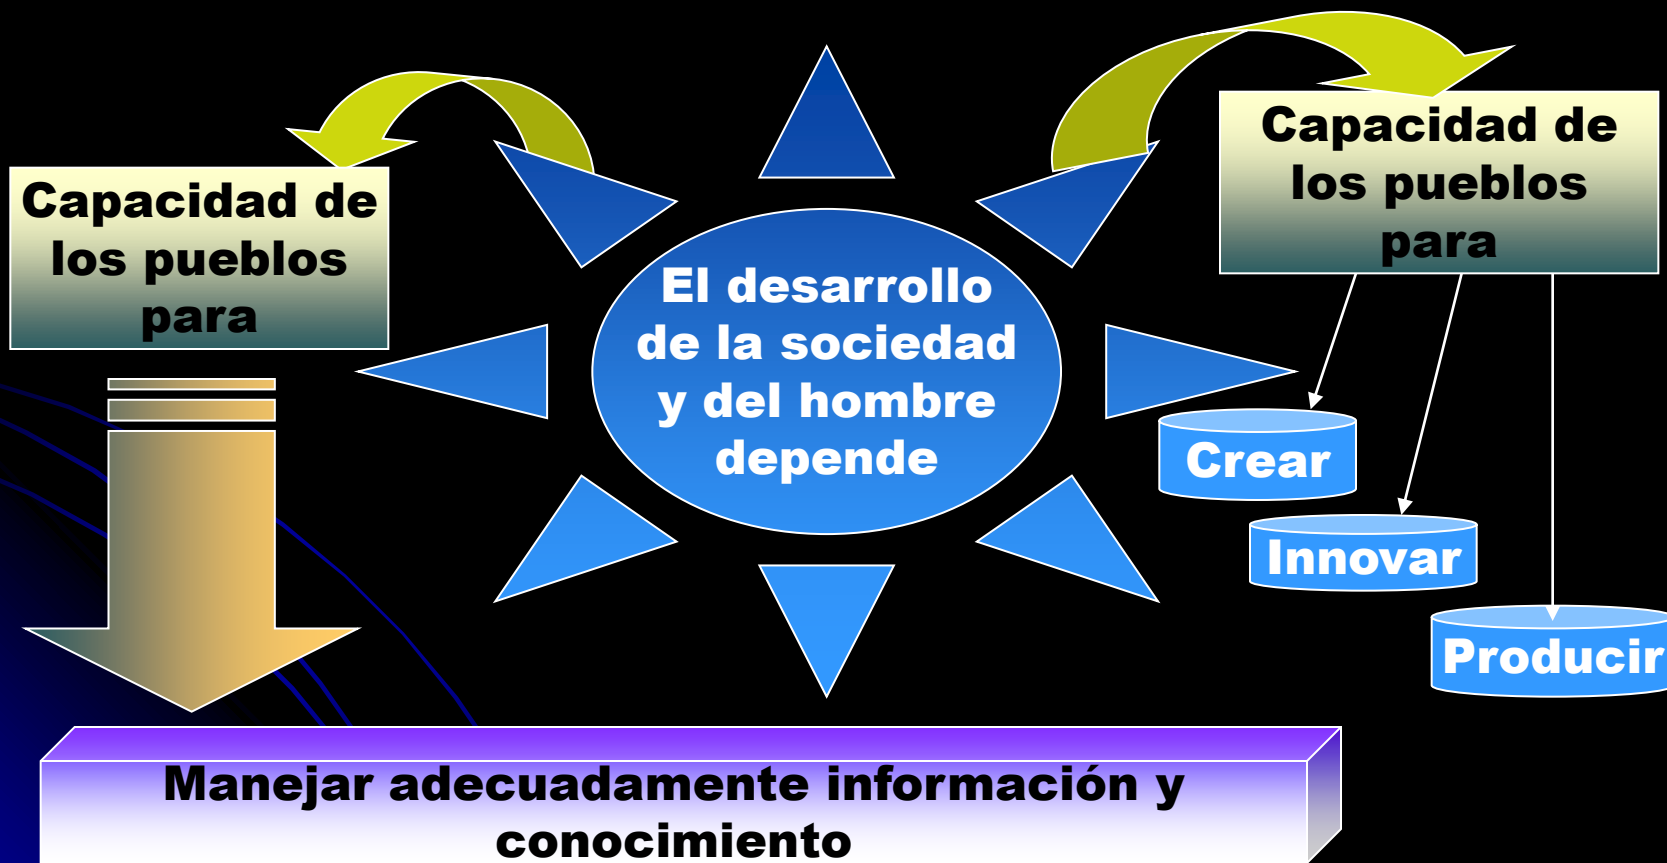 Capacidad de
los pueblos
para
El desarrollo
de la sociedad
y del hombre
depende
Capacidad de
los pueblos
para
Crear
Innovar
Producir
Manejar adecuadamente información y
conocimiento